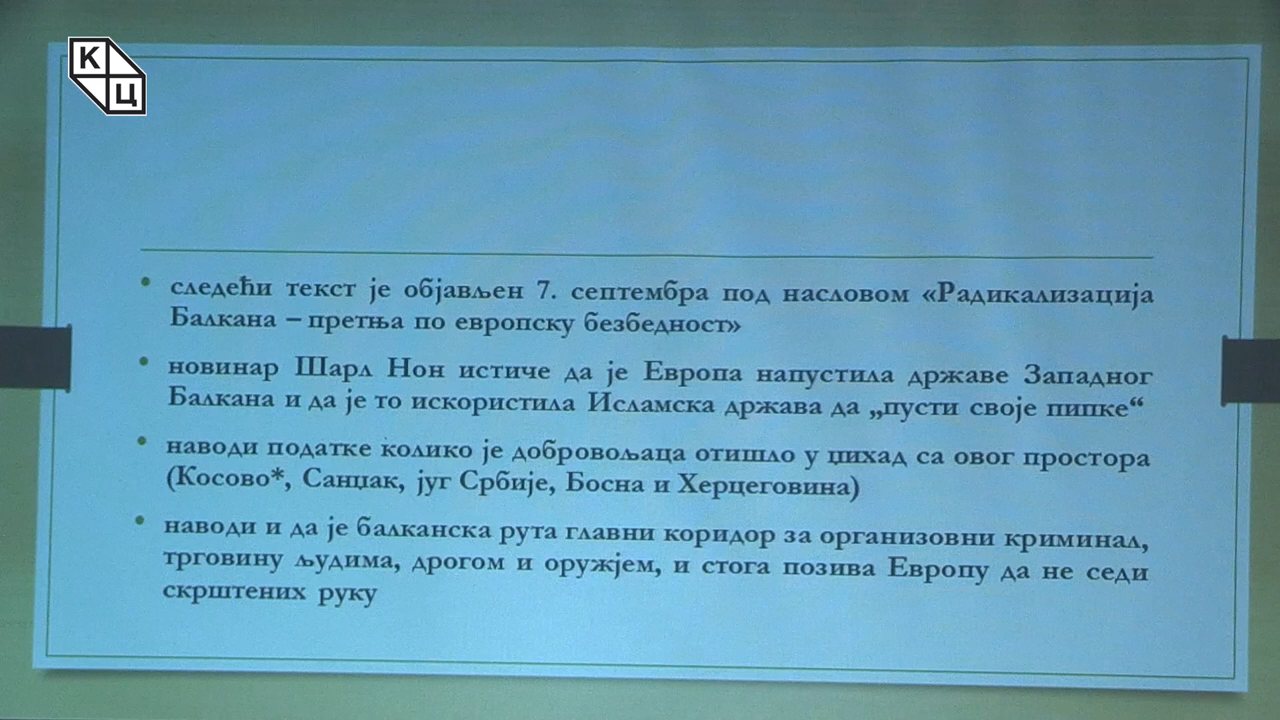 К
Ц
следећи текст је објављен 7. септембра под насловом «Радикализација
Балкана – претња по европску безбедност»
новинар Шарл Нон истиче да је Европа напустила државе Западног
Балкана и да је то искористила Исламска држава да „пусти своје пипке“
наводи податке колико је добровољаца отишло у џихад са овог простора
(Косово*, Санџак, југ Србије, Босна и Херцеговина)
наводи и да је балканска рута главни коридор за организовни криминал,
трговину људима, дрогом и оружјем, и стога позива Европу да не седи
скрштених руку